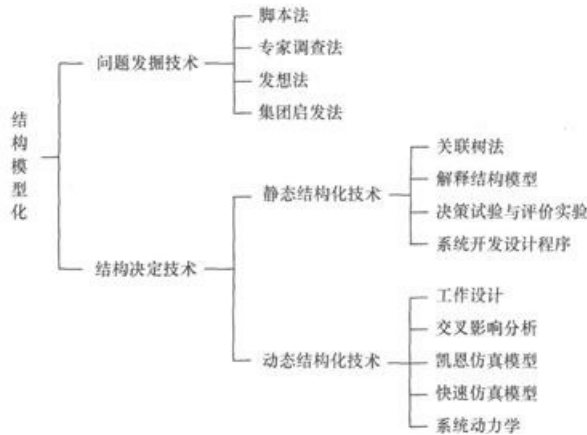 结构模型化
问题发掘技术
脚本法
专家调查法
发想法
集团启发法
结构决定技术
静态结构化技术
关联树法
解释结构模型
决策试验与评价实验
系统开发设计程序
动态结构化技术
工作设计
交叉影响分析
凯恩仿真模型
快速仿真模型
系统动力学